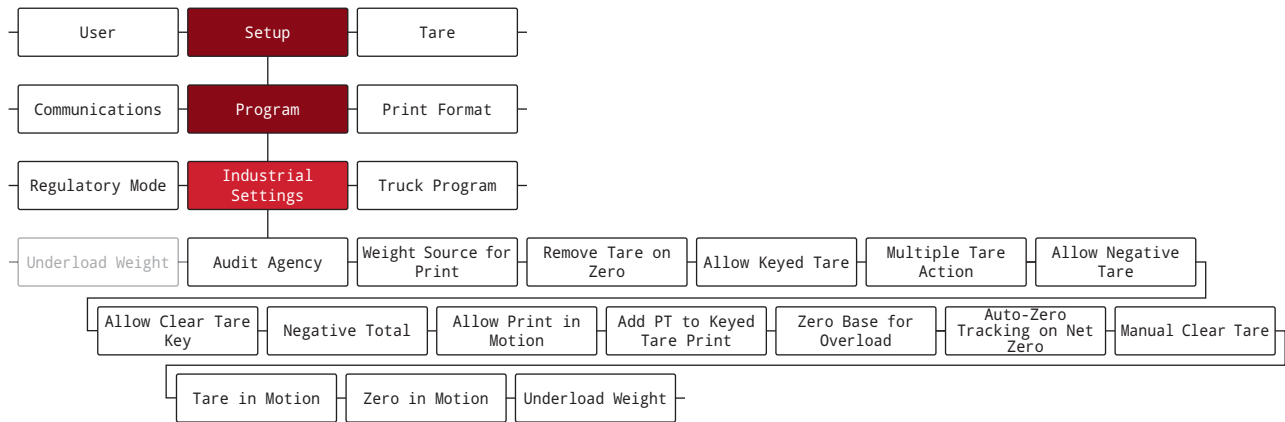 User
Setup
Tare
Communications
Program
Print Format
Regulatory Mode
Industrial
Settings
Truck Program
Underload Weight
Audit Agency
Weight Source for
Print
Remove Tare on
Zero
Allow Keyed Tare
Multiple Tare
Action
Allow Negative
Tare
Allow Clear Tare
Key
Negative Total
Allow Print in
Motion
Add PT to Keyed
Tare Print
Zero Base for
Overload
Auto-Zero
Tracking on Net
Zero
Manual Clear Tare
Tare in Motion
Zero in Motion
Underload Weight